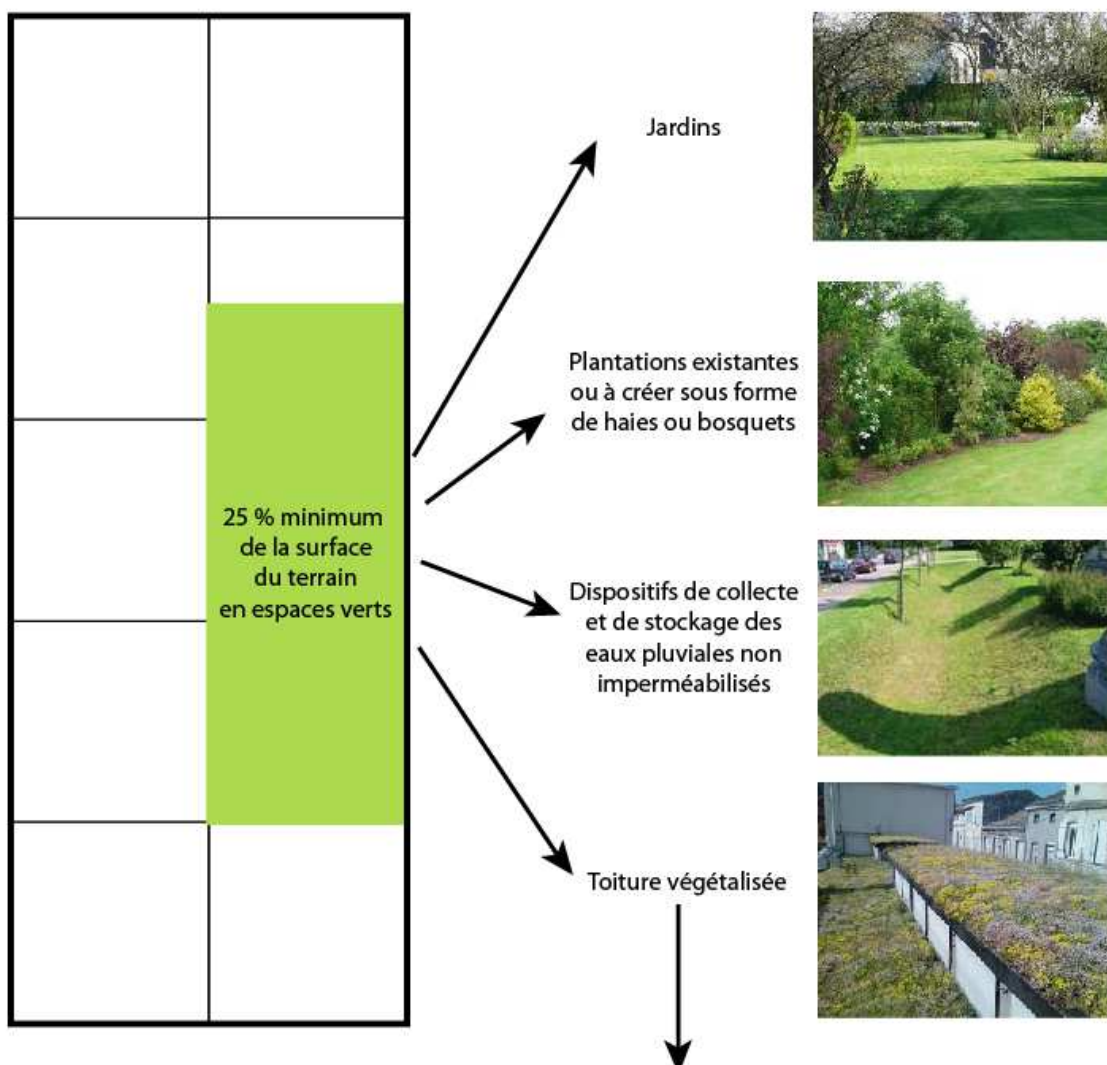 Jardins
Plantations existantes
ou à créer sous forme
de haies ou bosquets
25 % minimum
de la surface
du terrain
en espaces verts
Dispositifs de collecte
et de stockage des
eaux pluviales non
imperméabilisés
Toiture végétalisée